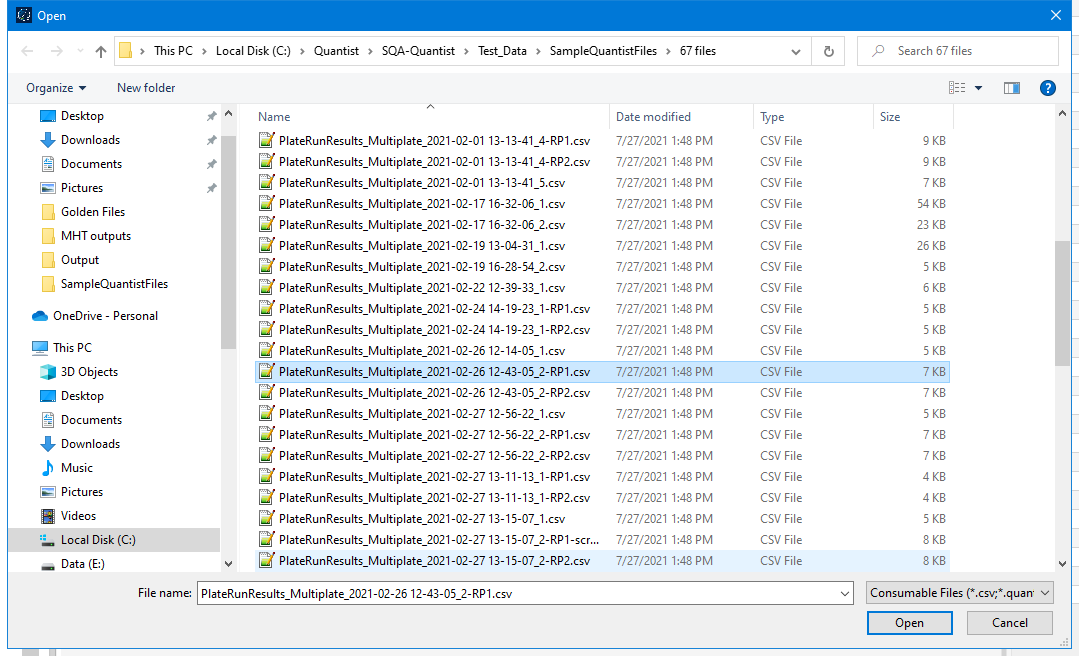 Open
This PC › Local Disk (C:) › Quantist › SQA-Quantist › Test_Data › SampleQuantistFiles › 67 files
Search 67 files
Organize
New folder
Desktop
Downloads
Documents
Pictures
Golden Files
MHT outputs
Output
SampleQuantistFiles
OneDrive - Personal
This PC
3D Objects
Desktop
Documents
Downloads
Music
Pictures
Videos
Local Disk (C:)
Data (E:)
Name Date modified Type Size
PlateRunResults_Multiplate_2021-02-01 13-13-41_4-RP1.csv 7/27/2021 1:48 PM CSV File 9 KB
PlateRunResults_Multiplate_2021-02-01 13-13-41_4-RP2.csv 7/27/2021 1:48 PM CSV File 9 KB
PlateRunResults_Multiplate_2021-02-01 13-13-41_5.csv 7/27/2021 1:48 PM CSV File 7 KB
PlateRunResults_Multiplate_2021-02-17 16-32-06_1.csv 7/27/2021 1:48 PM CSV File 54 KB
PlateRunResults_Multiplate_2021-02-17 16-32-06_2.csv 7/27/2021 1:48 PM CSV File 23 KB
PlateRunResults_Multiplate_2021-02-19 13-04-31_1.csv 7/27/2021 1:48 PM CSV File 26 KB
PlateRunResults_Multiplate_2021-02-19 16-28-54_2.csv 7/27/2021 1:48 PM CSV File 5 KB
PlateRunResults_Multiplate_2021-02-22 12-39-33_1.csv 7/27/2021 1:48 PM CSV File 6 KB
PlateRunResults_Multiplate_2021-02-24 14-19-23_1-RP1.csv 7/27/2021 1:48 PM CSV File 5 KB
PlateRunResults_Multiplate_2021-02-24 14-19-23_1-RP2.csv 7/27/2021 1:48 PM CSV File 5 KB
PlateRunResults_Multiplate_2021-02-26 12-14-05_1.csv 7/27/2021 1:48 PM CSV File 5 KB
PlateRunResults_Multiplate_2021-02-26 12-43-05_2-RP1.csv 7/27/2021 1:48 PM CSV File 7 KB
PlateRunResults_Multiplate_2021-02-26 12-43-05_2-RP2.csv 7/27/2021 1:48 PM CSV File 7 KB
PlateRunResults_Multiplate_2021-02-27 12-56-22_1.csv 7/27/2021 1:48 PM CSV File 5 KB
PlateRunResults_Multiplate_2021-02-27 12-56-22_2-RP1.csv 7/27/2021 1:48 PM CSV File 7 KB
PlateRunResults_Multiplate_2021-02-27 12-56-22_2-RP2.csv 7/27/2021 1:48 PM CSV File 7 KB
PlateRunResults_Multiplate_2021-02-27 13-11-13_1-RP1.csv 7/27/2021 1:48 PM CSV File 4 KB
PlateRunResults_Multiplate_2021-02-27 13-11-13_1-RP2.csv 7/27/2021 1:48 PM CSV File 4 KB
PlateRunResults_Multiplate_2021-02-27 13-15-07_1.csv 7/27/2021 1:48 PM CSV File 5 KB
PlateRunResults_Multiplate_2021-02-27 13-15-07_2-RP1-scr... 7/27/2021 1:48 PM CSV File 8 KB
PlateRunResults_Multiplate_2021-02-27 13-15-07_2-RP2.csv 7/27/2021 1:48 PM CSV File 8 KB
File name: PlateRunResults_Multiplate_2021-02-26 12-43-05_2-RP1.csv
Consumable Files (*.csv;*.quan
Open
Cancel